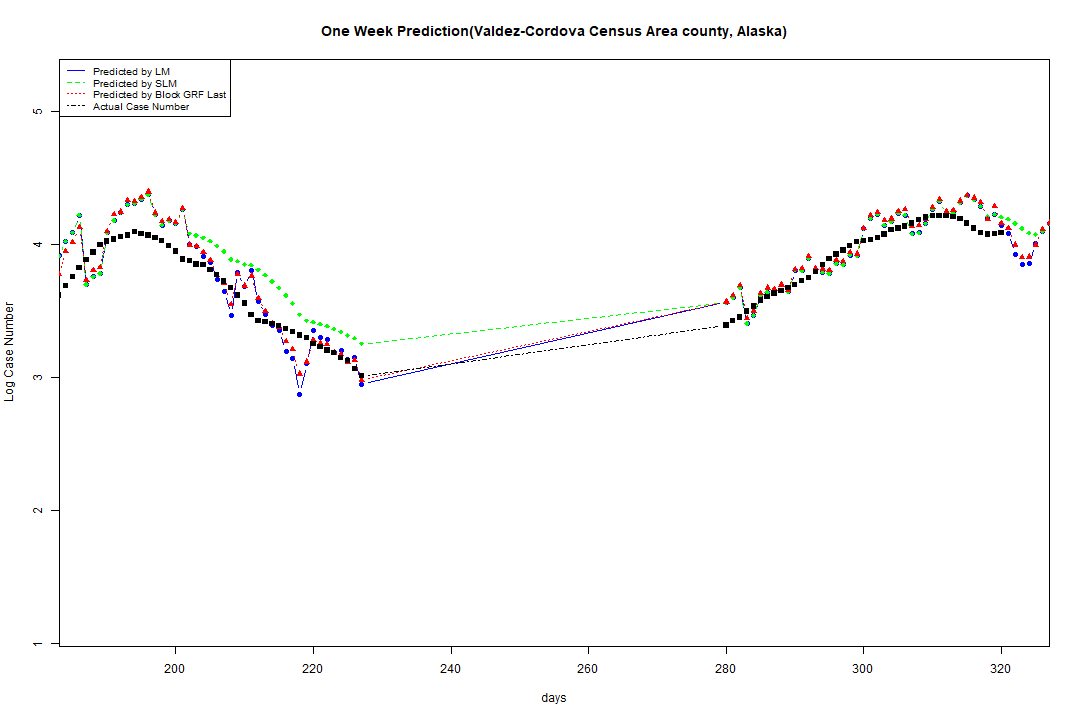 One Week Prediction(Valdez-Cordova Census Area county, Alaska)
Predicted by LM
Predicted by SLM
Predicted by Block GRF Last
Actual Case Number
5
4
3
2
1
Log Case Number
200 220 240 260 280 300 320
days